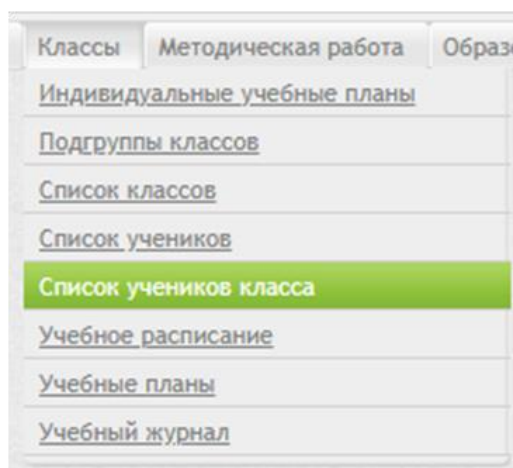 Классы Методическая работа Образо
Индивидуальные учебные планы
Подгруппы классов
Список классов
Список учеников
Список учеников класса
Учебное расписание
Учебные планы
Учебный журнал